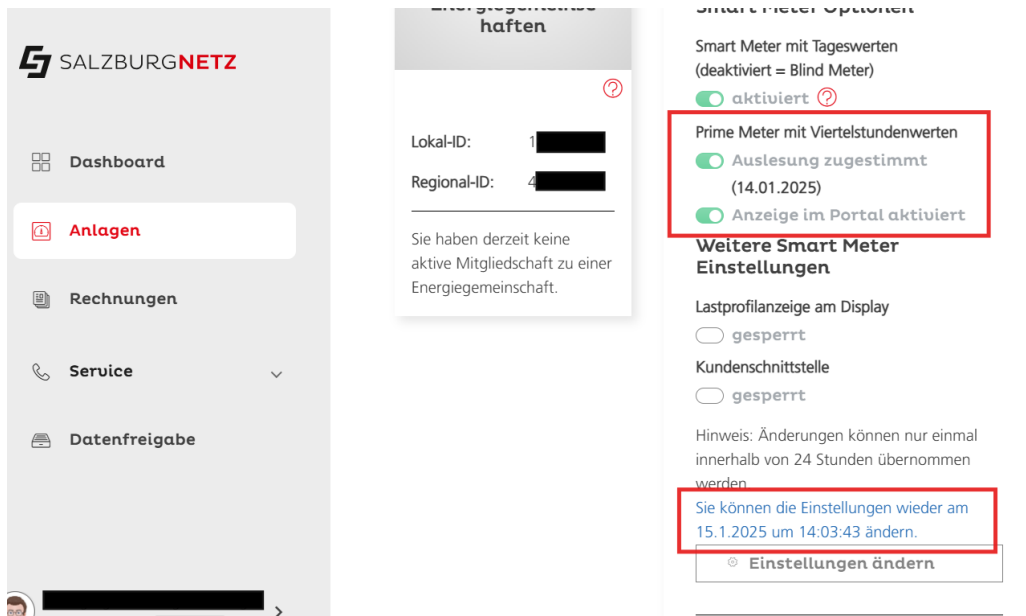 SALZBURGNETZ
Dashboard
Anlagen
Rechnungen
Service
Datenfreigabe
Energiegemeinsc
haften
Lokal-ID: 1
Regional-ID: 4
Sie haben derzeit keine
aktive Mitgliedschaft zu einer
Energiegemeinschaft.
Smart Meter Optionen
Smart Meter mit Tageswerten
(deaktiviert = Blind Meter)
aktiviert ?
Prime Meter mit Viertelstundenwerten
Auslesung zugestimmt
(14.01.2025)
Anzeige im Portal aktiviert
Weitere Smart Meter
Einstellungen
Lastprofilanzeige am Display
gesperrt
Kundenschnittstelle
gesperrt
Hinweis: Änderungen können nur einmal
innerhalb von 24 Stunden übernommen
werden
Sie können die Einstellungen wieder am
15.1.2025 um 14:03:43 ändern.
Einstellungen ändern